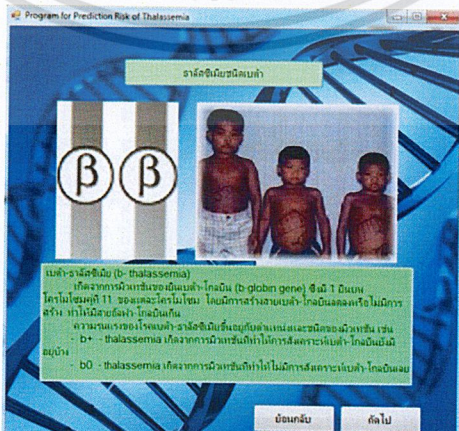 Program for Prediction Risk of Thalassemia
ธาลัสซีเมียชนิดเบต้า
β β
เบต้า-ธาลัสซีเมีย (b- thalassemia)
เกิดจากการมิวเทชันของยีนเบต้า-โกลบิน (b-globin gene) ซึ่งมี 1 ยีนบน
โครโมโซมคู่ที่ 11 ของแต่ละโครโมโซม โดยมีการสร้างสายเบต้า-โกลบินลดลงหรือไม่มีการ
สร้าง ทำให้มีสายอัลฟา-โกลบินเกิน
ความรุนแรงของโรคเบต้า-ธาลัสซีเมียขึ้นอยู่กับตำแหน่งและชนิดของมิวเทชัน เช่น
- b+ - thalassemia เกิดจากการมิวเทชันที่ทำให้การสังเคราะห์เบต้า-โกลบินยังมี
อยู่บ้าง
- b0 - thalassemia เกิดจากการมิวเทชันที่ทำให้ไม่มีการสังเคราะห์เบต้า-โกลบินเลย
ย้อนกลับ ถัดไป